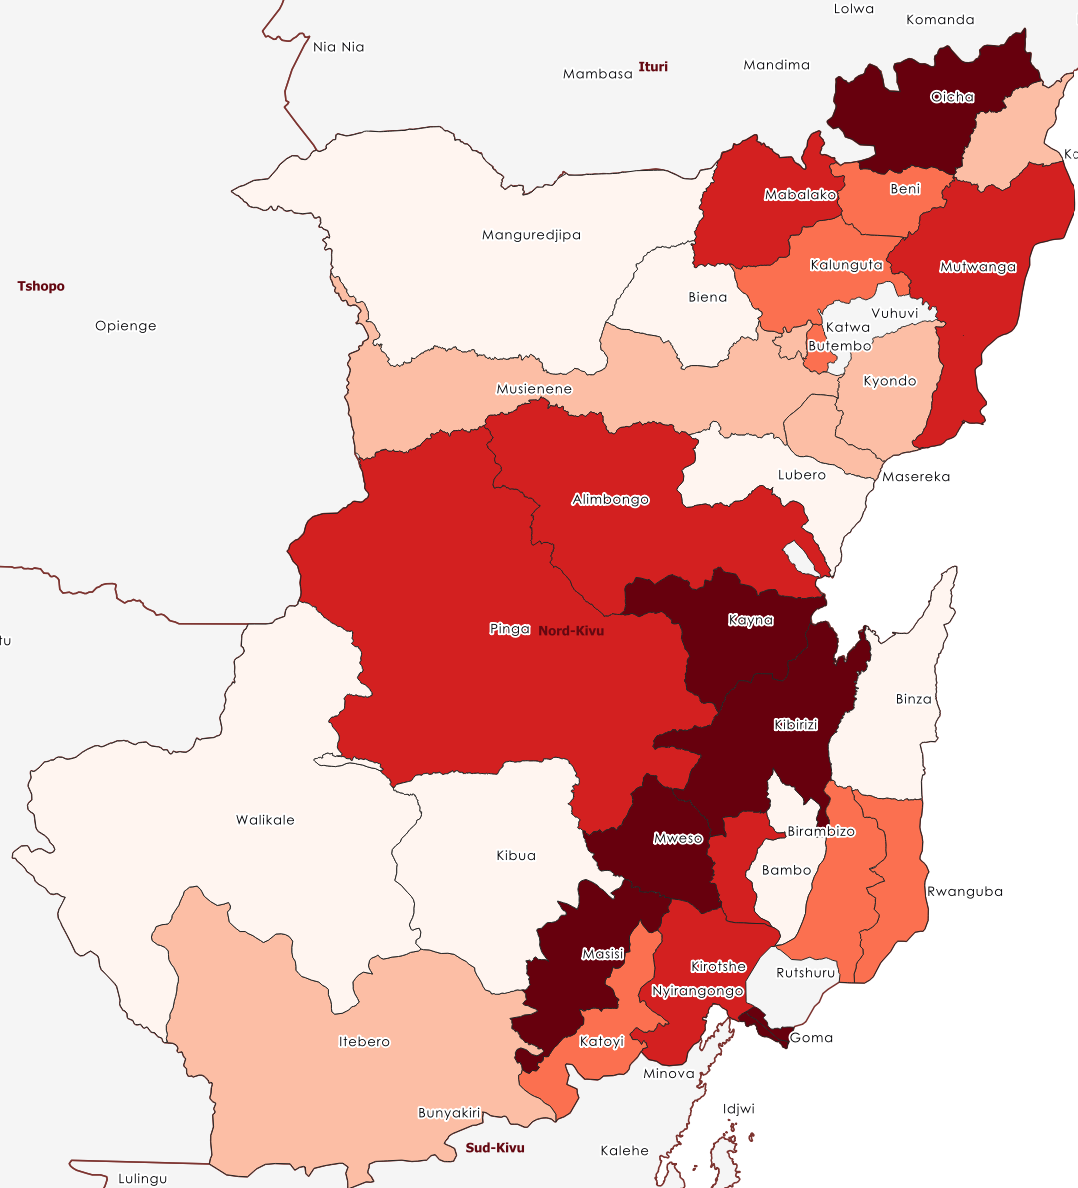 Lolwa
Komanda
Nia Nia
Mandima
Ituri
Mambasa
Oicha
Ka
Beni
Mabalako
Manguredjipa
Kalunguta
Mutwanga
Tshopo
Biena
Vuhuvi
Opienge
Katwa
Butembo
Kyondo
Musienene
Lubero
Masereka
Alimbongo
Kayna
Pinga
Nord-Kivu
tu
Binza
Kibirizi
Walikale
Birambizo
Mweso
Kibua
Bambo
Rwanguba
Masisi
Kirotshe
Rutshuru
Nyirangongo
Goma
Itebero
Katoyi
Minova
Idjwi
Bunyakiri
Sud-Kivu
Kalehe
Lulingu